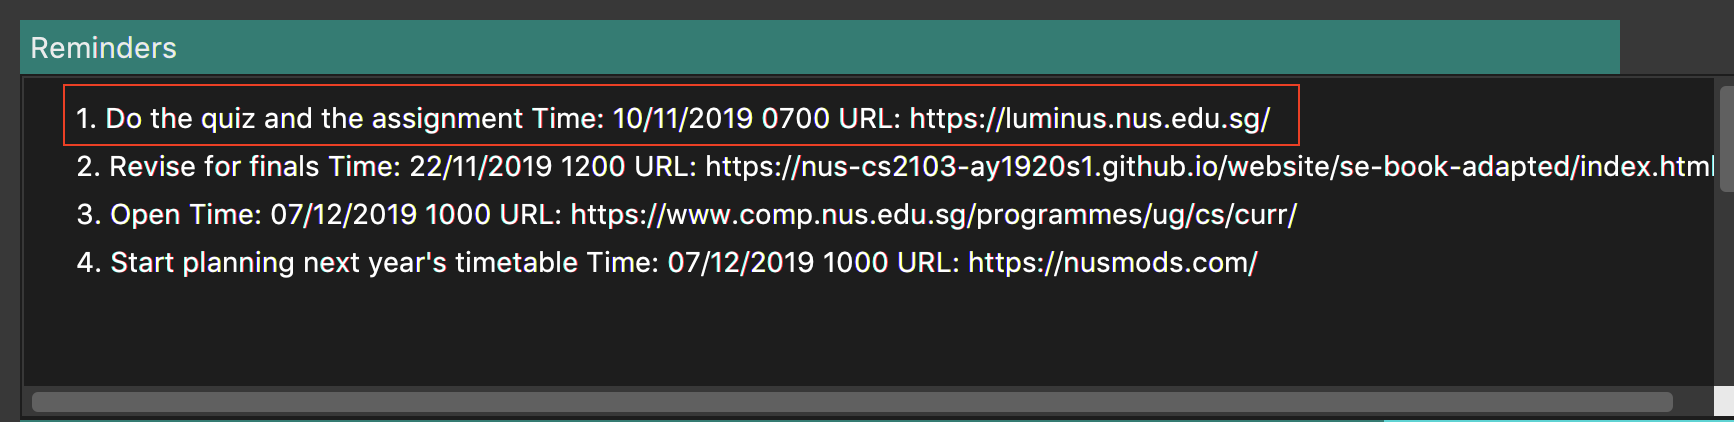 Reminders
1. Do the quiz and the assignment Time: 10/11/2019 0700 URL: https://luminus.nus.edu.sg/
2. Revise for finals Time: 22/11/2019 1200 URL: https://nus-cs2103-ay1920s1.github.io/website/se-book-adapted/index.html
3. Open Time: 07/12/2019 1000 URL: https://www.comp.nus.edu.sg/programmes/ug/cs/curr/
4. Start planning next year's timetable Time: 07/12/2019 1000 URL: https://nusmods.com/